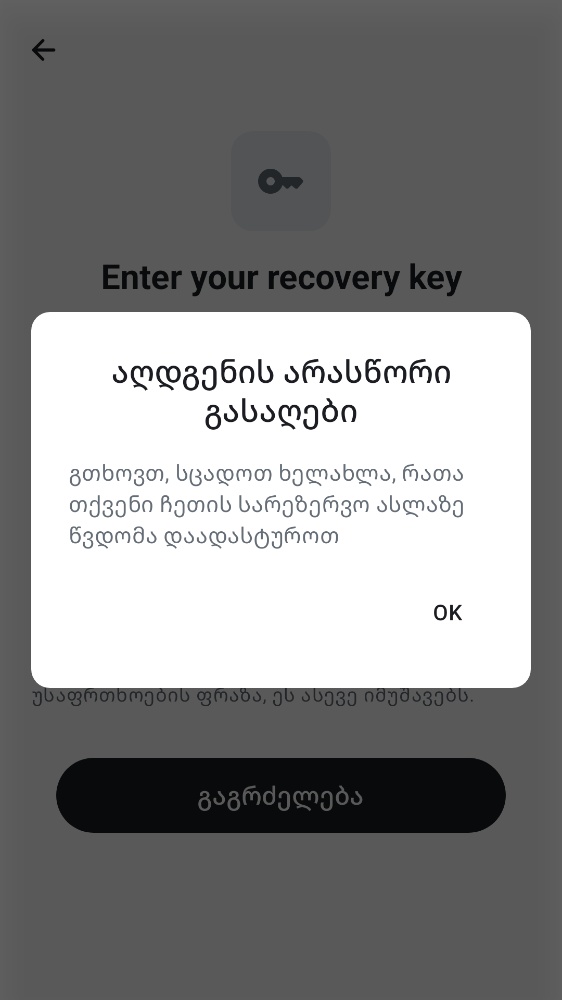 Enter your recovery key
აღდგენის არასწორი
გასაღები
გთხოვთ, სცადოთ ხელახლა, რათა
თქვენი ჩეთის სარეზერვო ასლაზე
წვდომა დაადასტუროთ
OK
უსაფრთხოების ფრაზა, ეს ასევე იმუშავებს.
გაგრძელება